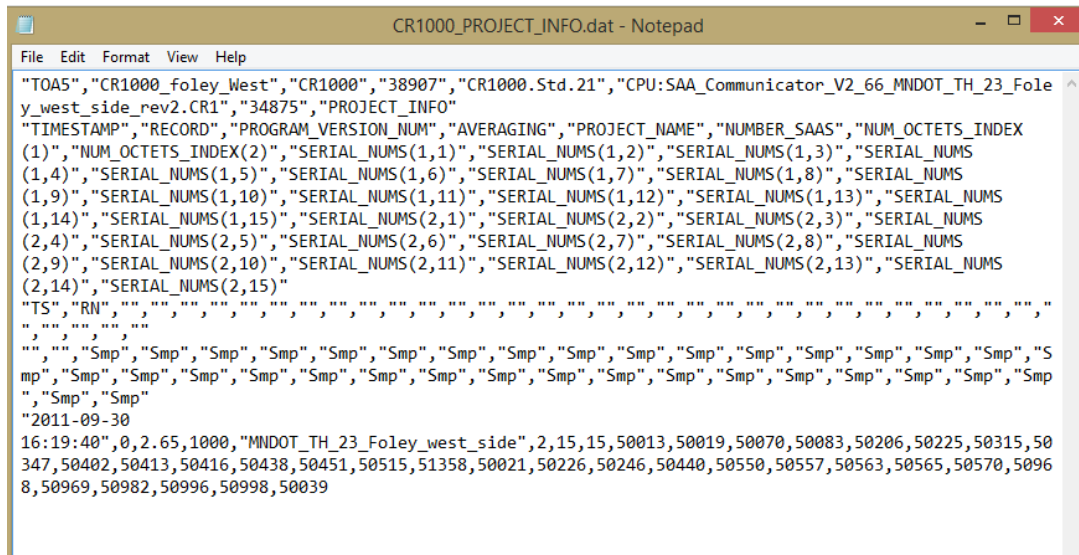 CR1000_PROJECT_INFO.dat - Notepad
File Edit Format View Help
"TOA5","CR1000_foley_West","CR1000","38907","CR1000.Std.21","CPU:SAA_Communicator_V2_66_MNDOT_TH_23_Fole
y_west_side_rev2.CR1","34875","PROJECT_INFO"
"TIMESTAMP","RECORD","PROGRAM_VERSION_NUM","AVERAGING","PROJECT_NAME","NUMBER_SAAS","NUM_OCTETS_INDEX
(1)","NUM_OCTETS_INDEX(2)","SERIAL_NUMS(1,1)","SERIAL_NUMS(1,2)","SERIAL_NUMS(1,3)","SERIAL_NUMS
(1,4)","SERIAL_NUMS(1,5)","SERIAL_NUMS(1,6)","SERIAL_NUMS(1,7)","SERIAL_NUMS(1,8)","SERIAL_NUMS
(1,9)","SERIAL_NUMS(1,10)","SERIAL_NUMS(1,11)","SERIAL_NUMS(1,12)","SERIAL_NUMS(1,13)","SERIAL_NUMS
(1,14)","SERIAL_NUMS(1,15)","SERIAL_NUMS(2,1)","SERIAL_NUMS(2,2)","SERIAL_NUMS(2,3)","SERIAL_NUMS
(2,4)","SERIAL_NUMS(2,5)","SERIAL_NUMS(2,6)","SERIAL_NUMS(2,7)","SERIAL_NUMS(2,8)","SERIAL_NUMS
(2,9)","SERIAL_NUMS(2,10)","SERIAL_NUMS(2,11)","SERIAL_NUMS(2,12)","SERIAL_NUMS(2,13)","SERIAL_NUMS
(2,14)","SERIAL_NUMS(2,15)"
"TS","RN","","","","","","","","","","","","","","","","","","","","","","","","","","","","","","","",""
","","","",""
"","","Smp","Smp","Smp","Smp","Smp","Smp","Smp","Smp","Smp","Smp","Smp","Smp","Smp","Smp","Smp","Smp","S
mp","Smp","Smp","Smp","Smp","Smp","Smp","Smp","Smp","Smp","Smp","Smp","Smp","Smp","Smp","Smp","Smp","Smp
","Smp","Smp"
"2011-09-30
16:19:40",0,2.65,1000,"MNDOT_TH_23_Foley_west_side",2,15,15,50013,50019,50070,50083,50206,50225,50315,50
347,50402,50413,50416,50438,50451,50515,51358,50021,50226,50246,50440,50550,50557,50563,50565,50570,5096
8,50969,50982,50996,50998,50039